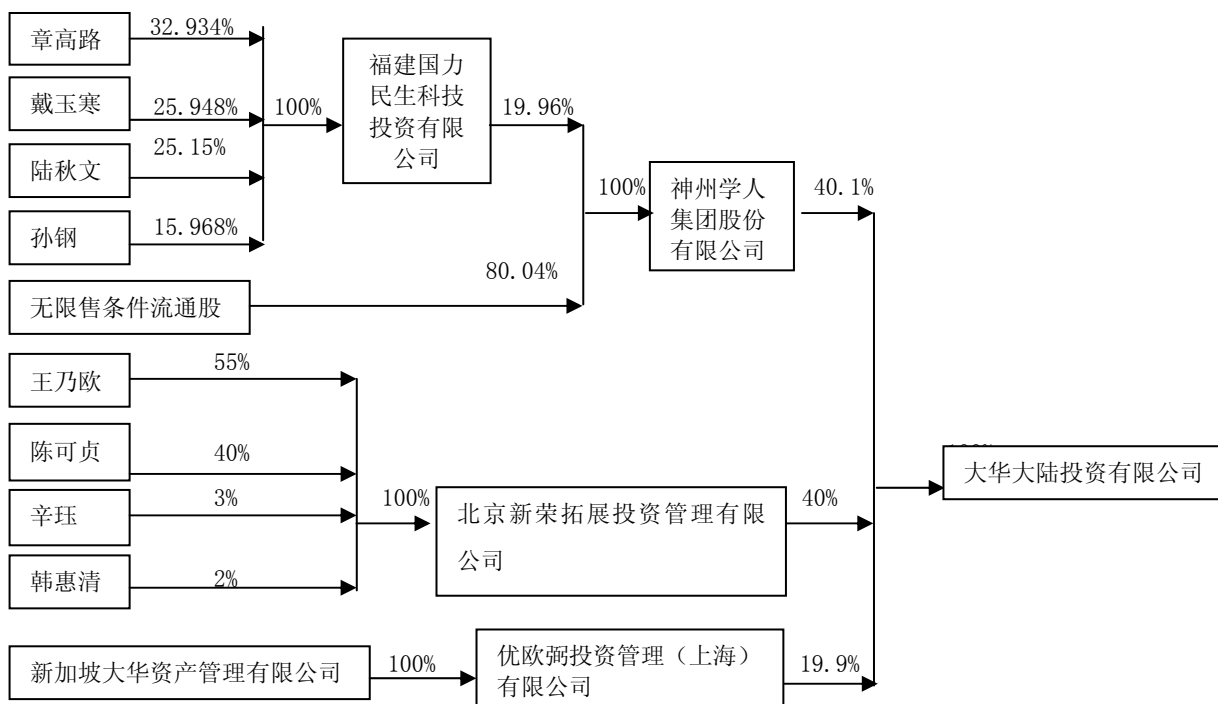 章高路
32.934%
戴玉寒
25.948%
陆秋文
25.15%
孙钢
15.968%
100%
福建国力
民生科技
投资有限
公司
19.96%
无限售条件流通股
80.04%
100%
神州学人
集团股份
有限公司
40.1%
王乃欧
55%
陈可贞
40%
辛珏
3%
韩惠清
2%
100%
北京新荣拓展投资管理有限
公司
40%
新加坡大华资产管理有限公司
100%
优欧弼投资管理（上海）
有限公司
19.9%
大华大陆投资有限公司